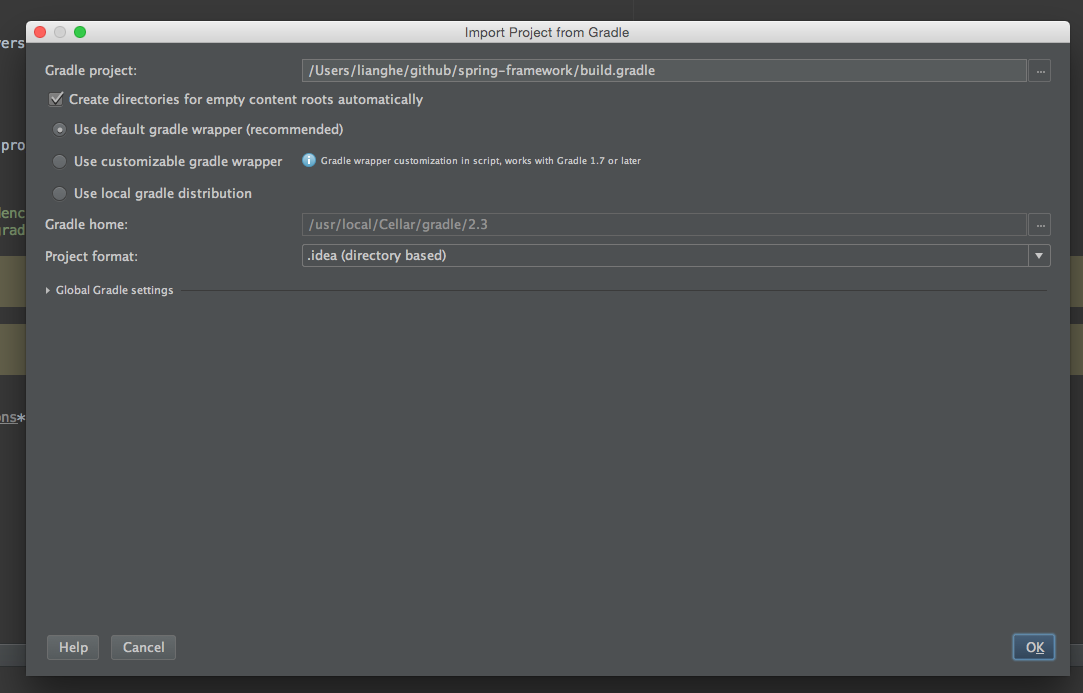 Import Project from Gradle
Gradle project: /Users/lianghe/github/spring-framework/build.gradle ...
Create directories for empty content roots automatically
Use default gradle wrapper (recommended)
Use customizable gradle wrapper Gradle wrapper customization in script, works with Gradle 1.7 or later
Use local gradle distribution
Gradle home: /usr/local/Cellar/gradle/2.3 ...
Project format: .idea (directory based)
Global Gradle settings
Help Cancel OK